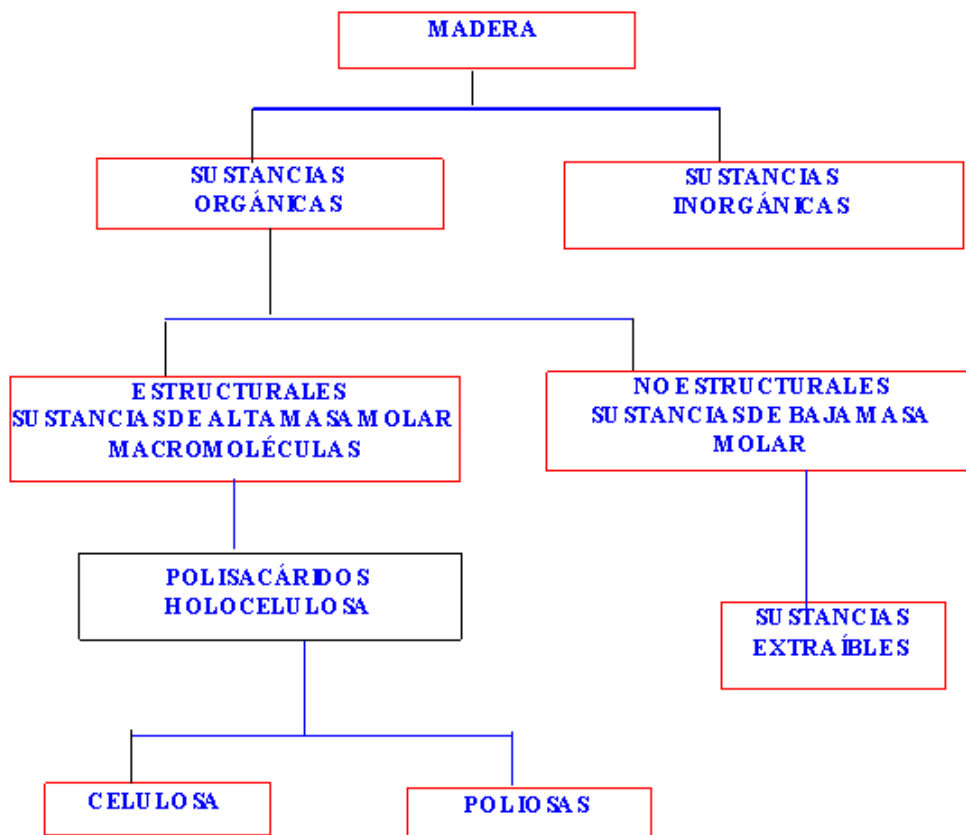 MADERA
SUSTANCIAS
ORGÁNICAS
SUSTANCIAS
INORGÁNICAS
ESTRUCTURALES
SUSTANCIAS DE ALTA MASA MOLAR
MACROMOLÉCULAS
NO ESTRUCTURALES
SUSTANCIAS DE BAJA MASA
MOLAR
POLISACÁRIDOS
HOLOCELULOSA
SUSTANCIAS
EXTRAÍBLES
CELULOSA
POLIOSAS